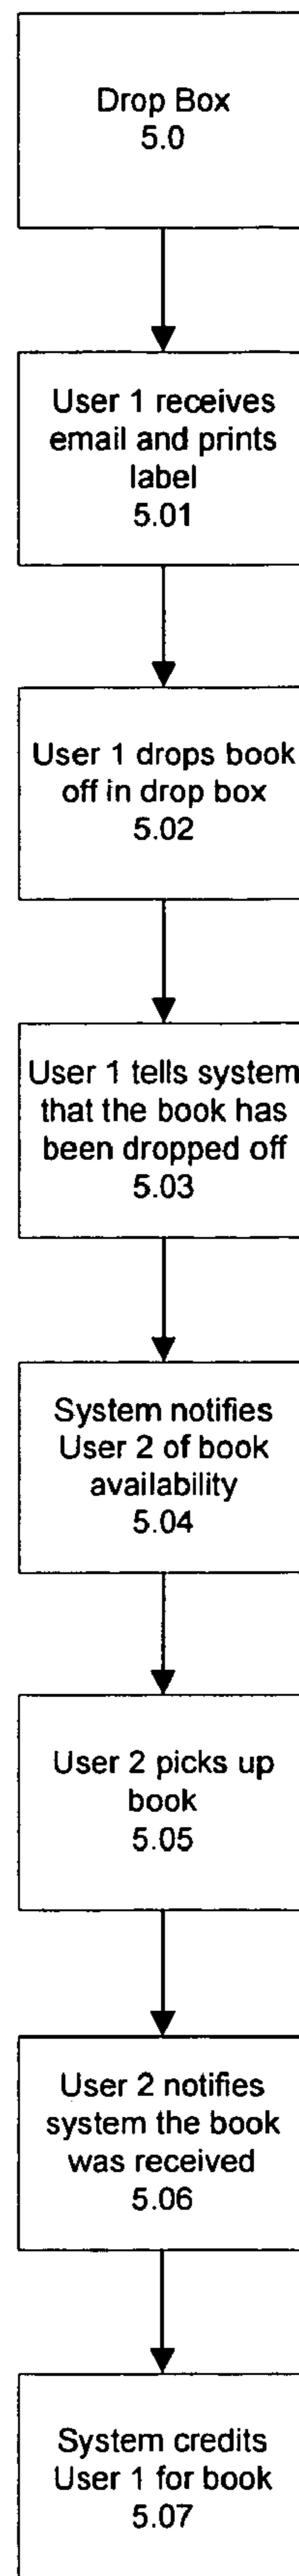 Drop Box
5.0
User 1 receives
email and prints
label
5.01
User 1 drops book
off in drop box
5.02
User 1 tells system
that the book has
been dropped off
5.03
System notifies
User 2 of book
availability
5.04
User 2 picks up
book
5.05
User 2 notifies
system the book
was received
5.06
System credits
User 1 for book
5.07